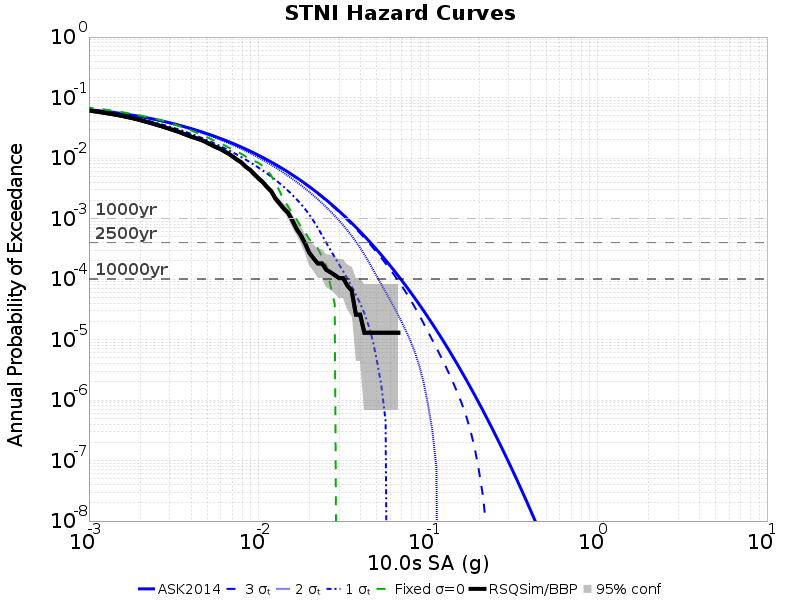 STNI Hazard Curves
Annual Probability of Exceedance
10^0
10^-1
10^-2
10^-3
10^-4
10^-5
10^-6
10^-7
10^-8
1000yr
2500yr
10000yr
10^-3 10^-2 10^-1 10^0 10^1
10.0s SA (g)
ASK2014 3 σₜ 2 σₜ 1 σₜ Fixed σ=0 RSQSim/BBP 95% conf